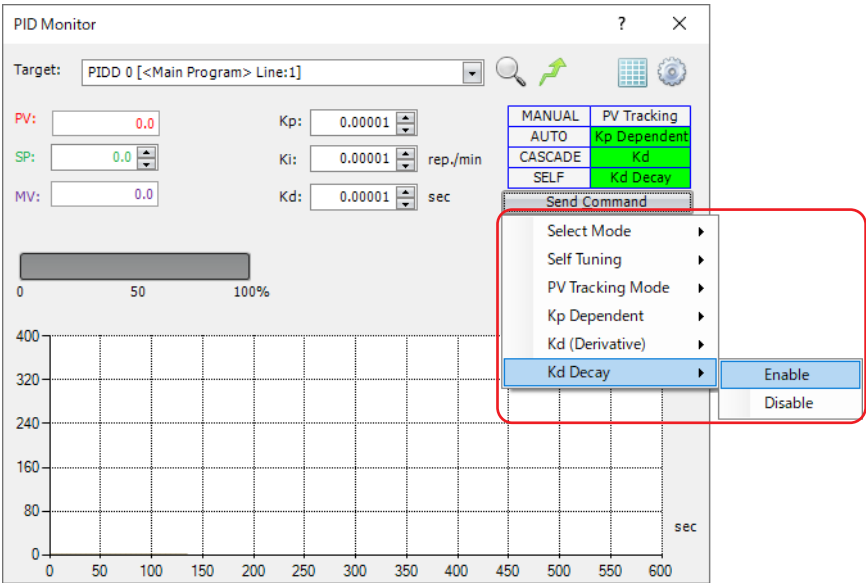 PID Monitor ?
Target: PIDD 0 [<Main Program> Line:1]
PV: 0.0 Kp: 0.00001 MANUAL PV Tracking
AUTO Kp Dependent
SP: 0.0 Ki: 0.00001 rep./min CASCADE Kd
SELF Kd Decay
MV: 0.0 Kd: 0.00001 sec Send Command
Select Mode
Self Tuning
PV Tracking Mode
Kp Dependent
Kd (Derivative)
Kd Decay Enable
Disable
0 50 100%
400
320
240
160
80
0
sec
0 50 100 150 200 250 300 350 400 450 500 550 600